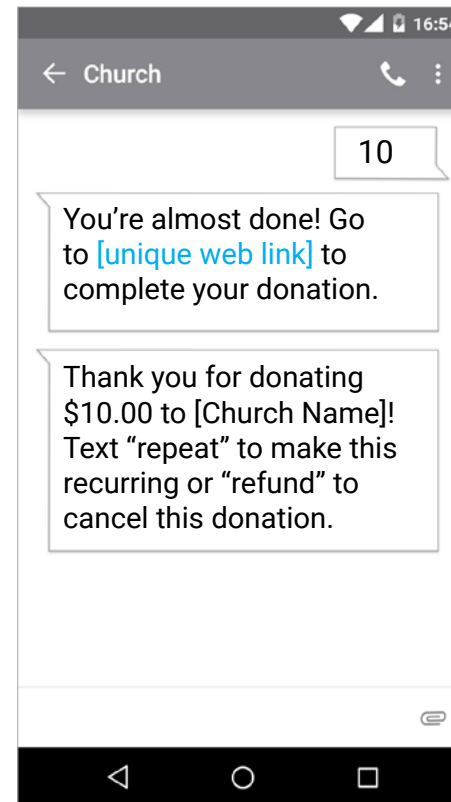 16:54
Church
10
You’re almost done! Go
to [unique web link] to
complete your donation.
Thank you for donating
$10.00 to [Church Name]!
Text “repeat” to make this
recurring or “refund” to
cancel this donation.